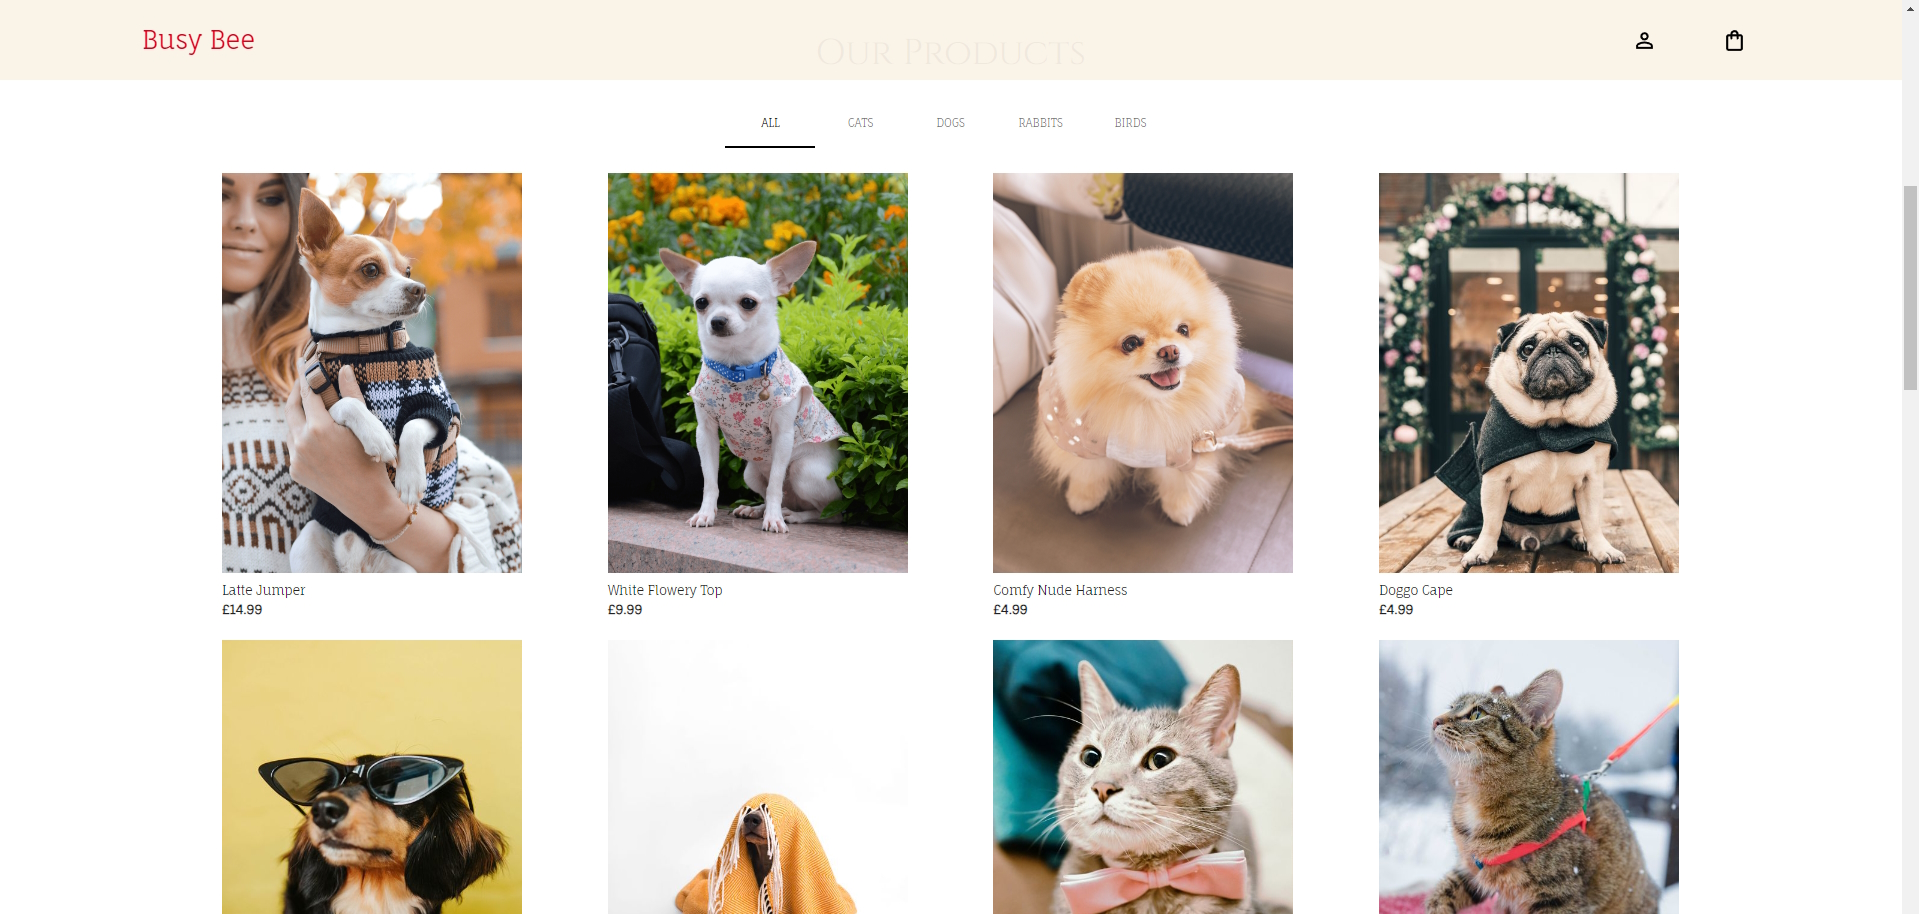 Busy Bee
Our Products
ALL CATS DOGS RABBITS BIRDS
Latte Jumper
£14.99
White Flowery Top
£9.99
Comfy Nude Harness
£4.99
Doggo Cape
£4.99